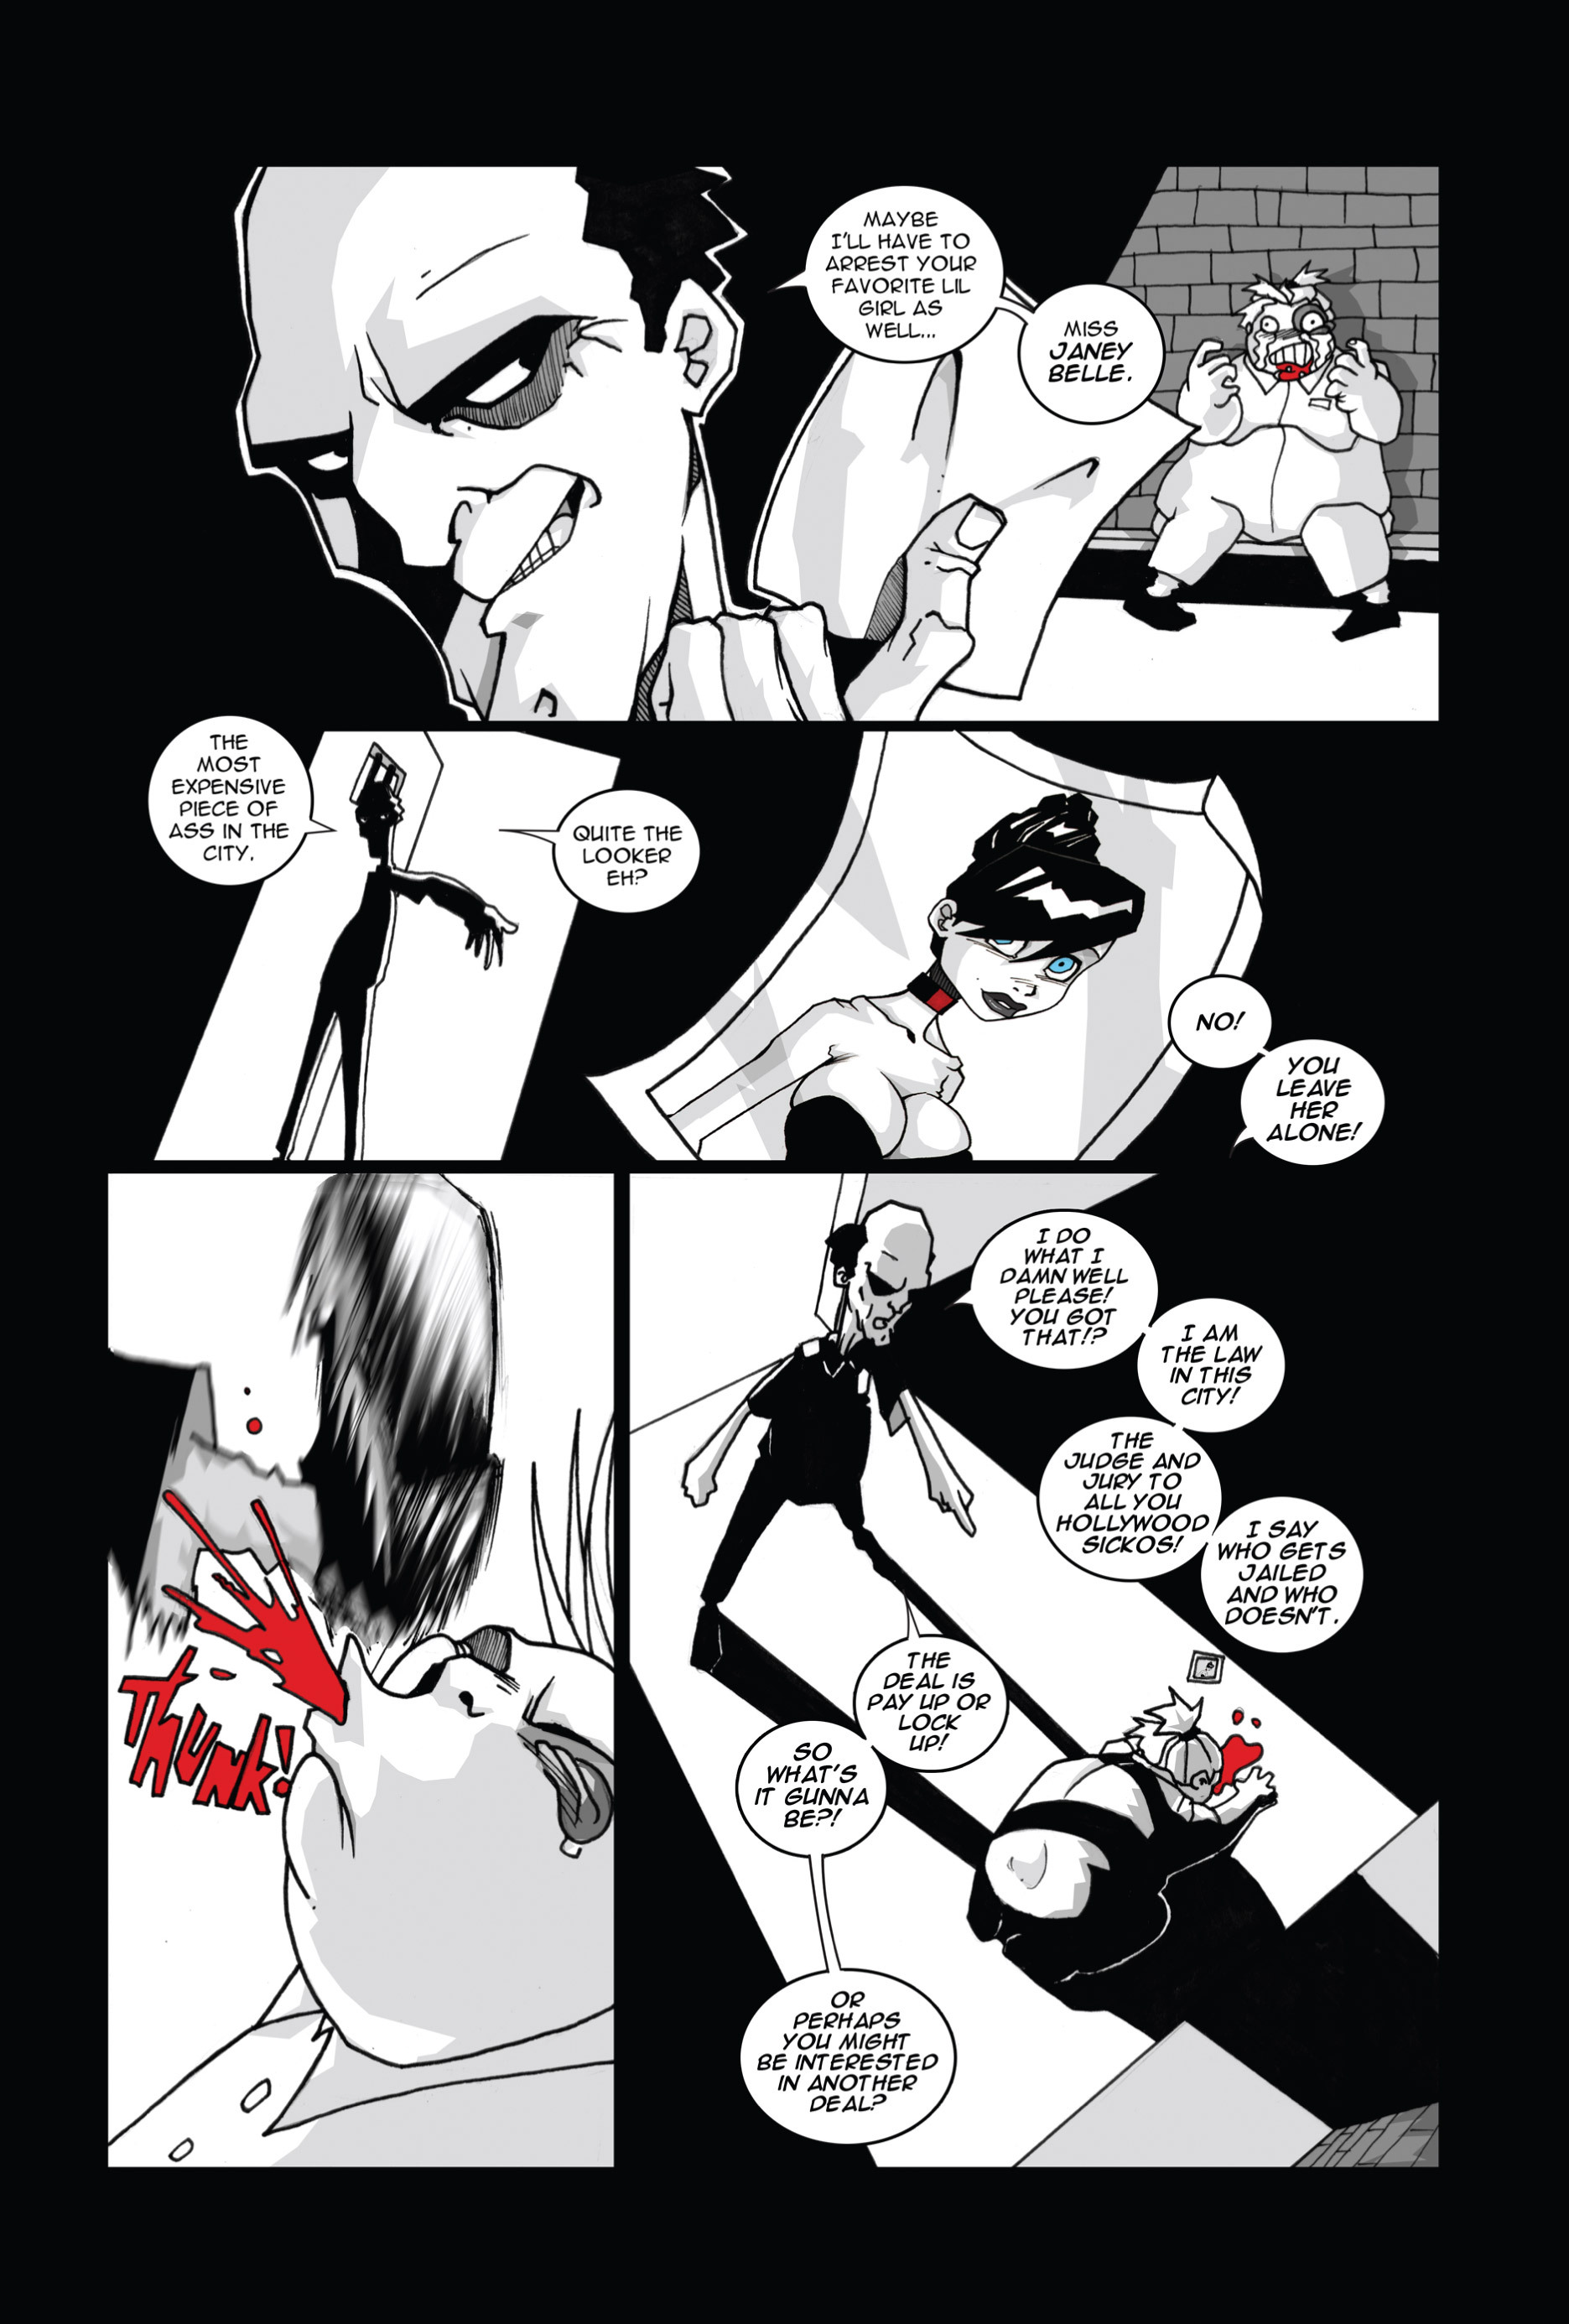 MAYBE
I'LL HAVE TO
ARREST YOUR
FAVORITE LIL
GIRL AS
WELL...
MISS
JANEY
BELLE.
THE
MOST
EXPENSIVE
PIECE OF
ASS IN THE
CITY.
QUITE THE
LOOKER
EH?
NO!
YOU
LEAVE
HER
ALONE!
THUNK!
I DO
WHAT I
DAMN WELL
PLEASE!
YOU GOT
THAT!?
I AM
THE LAW
IN THIS
CITY!
THE
JUDGE AND
JURY TO
ALL YOU
HOLLYWOOD
SICKOS!
I SAY
WHO GETS
JAILED
AND WHO
DOESN'T.
THE
DEAL IS
PAY UP OR
LOCK
UP!
SO
WHAT'S
IT GUNNA
BE?!
OR
PERHAPS
YOU MIGHT
BE INTERESTED
IN ANOTHER
DEAL?